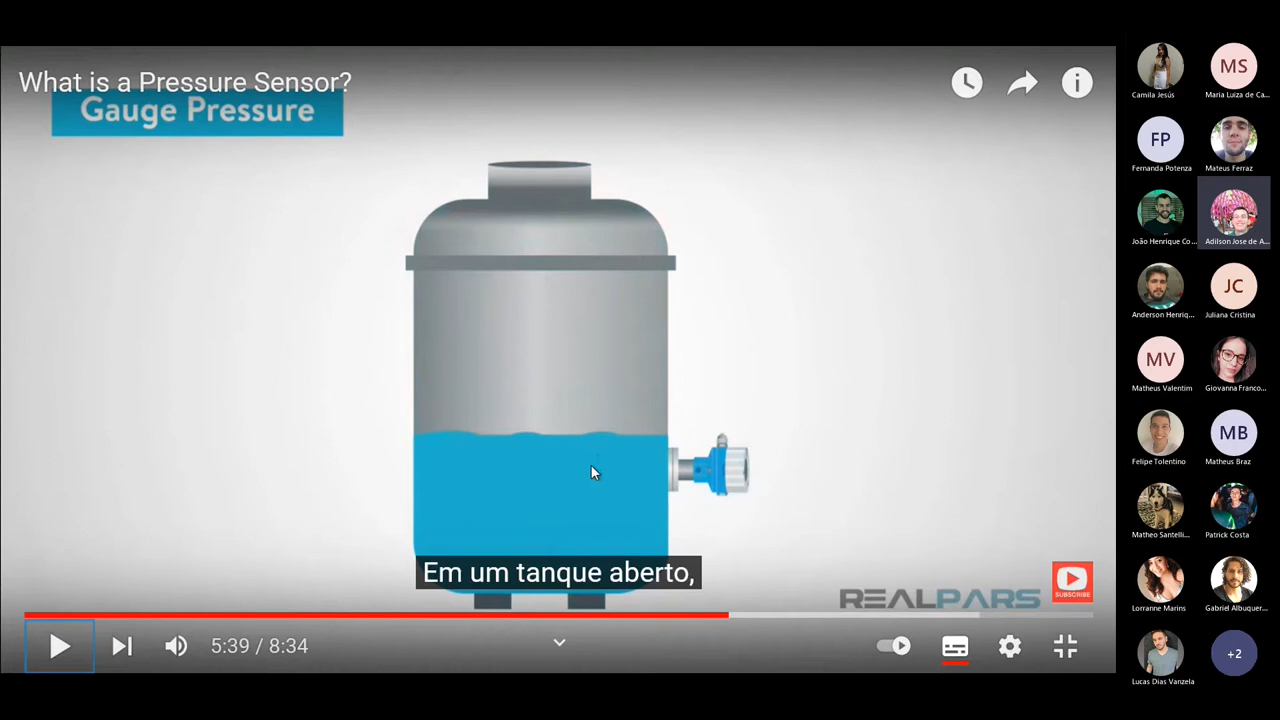 What is a Pressure Sensor?
Gauge Pressure
Em um tanque aberto,
REALPARS
SUBSCRIBE
5:39 / 8:34
Camila Jesús
MS
Maria Luiza de Ca...
FP
Fernanda Potenza
Mateus Ferraz
João Henrique Co...
Adilson Jose de A...
Anderson Henriq...
JC
Juliana Cristina
MV
Matheus Valentim
Giovanna Franco...
Felipe Tolentino
MB
Matheus Braz
Matheo Santelli...
Patrick Costa
Lorranne Marins
Gabriel Albuquer...
Lucas Dias Vanzela
+2